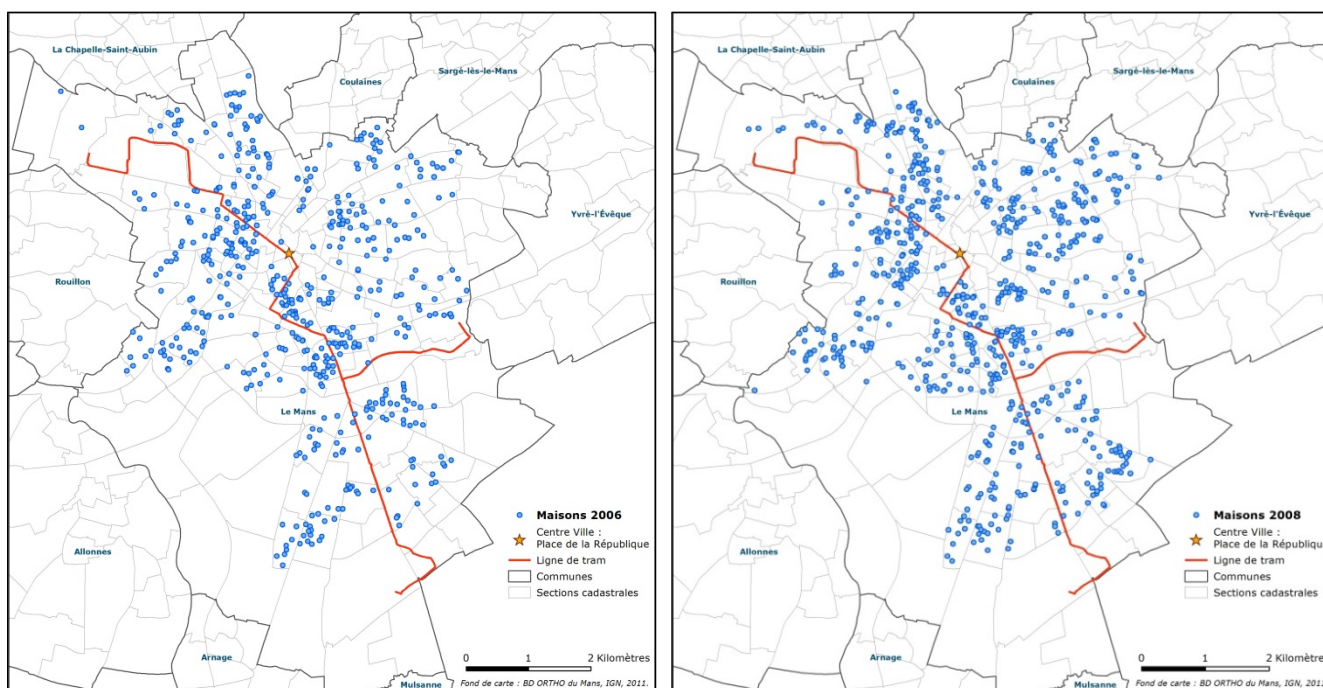 La Chapelle-Saint-Aubin
Coulaines
Sargé-lès-le-Mans
Yvré-l'Évêque
Rouillon
Le Mans
Allonnes
Arnage
Mulsanne
Maisons 2006
Centre Ville :
Place de la République
Ligne de tram
Communes
Sections cadastrales
0 1 2 Kilomètres
Fond de carte : BD ORTHO du Mans, IGN, 2011.
La Chapelle-Saint-Aubin
Coulaines
Sargé-lès-le-Mans
Yvré-l'Évêque
Rouillon
Le Mans
Allonnes
Arnage
Mulsanne
Maisons 2008
Centre Ville :
Place de la République
Ligne de tram
Communes
Sections cadastrales
0 1 2 Kilomètres
Fond de carte : BD ORTHO du Mans, IGN, 2011.